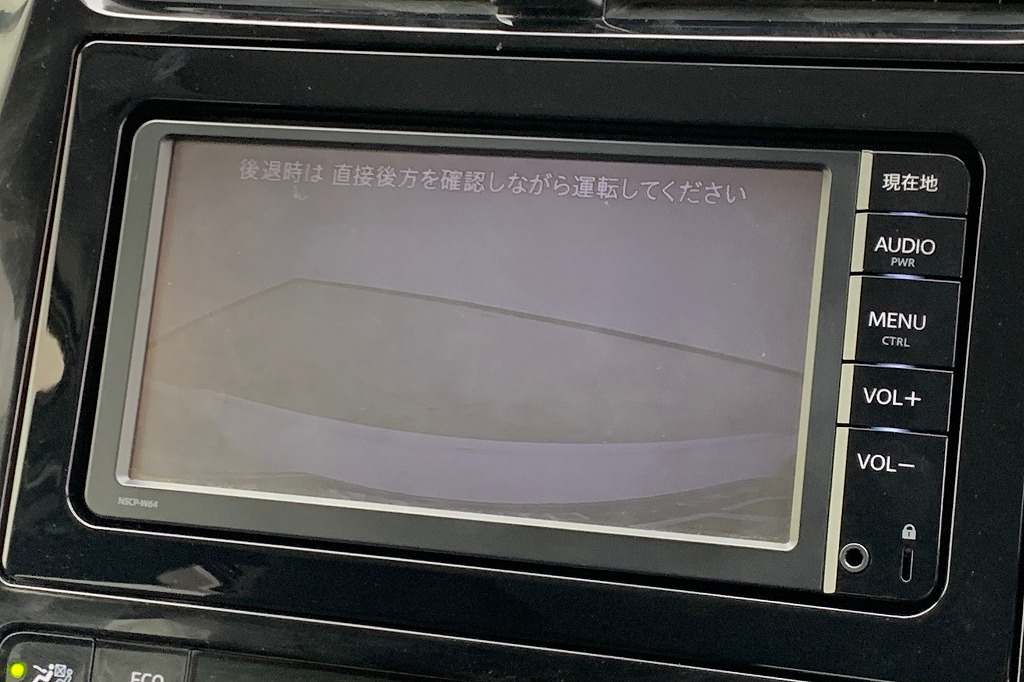 後退時は 直接後方を確認しながら運転してください
現在地
AUDIO
PWR
MENU
CTRL
VOL+
VOL−
NSCP-W64
ECO